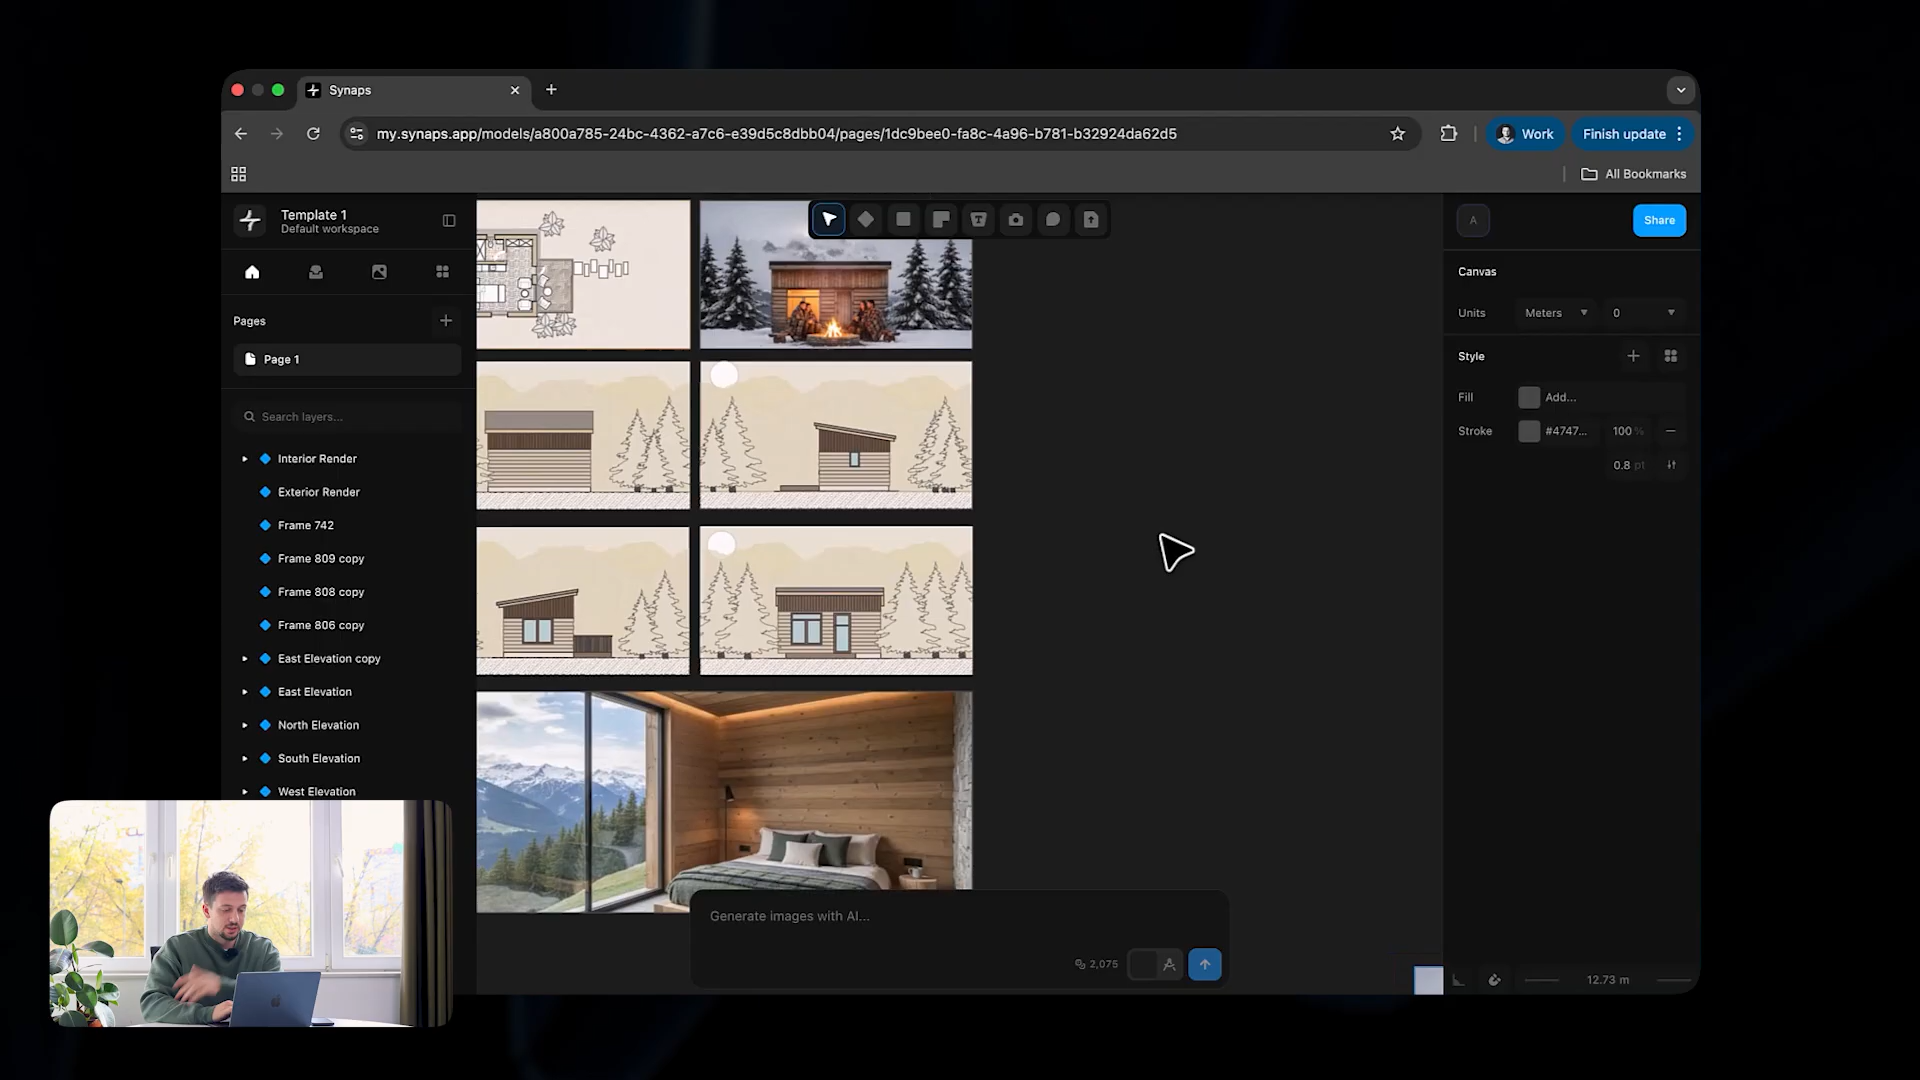 Synaps
my.synaps.app/models/a800a785-24bc-4362-a7c6-e39d5c8dbb04/pages/1dc9bee0-fa8c-4a96-b781-b32924da62d5
Work
Finish update
All Bookmarks
Template 1
Default workspace
A
Share
Pages
Page 1
Search layers...
Interior Render
Exterior Render
Frame 742
Frame 809 copy
Frame 808 copy
Frame 806 copy
East Elevation copy
East Elevation
North Elevation
South Elevation
West Elevation
Canvas
Units Meters 0
Style
Fill Add...
Stroke #4747... 100 %
0.8 pt
Generate images with AI...
2,075
12.73 m